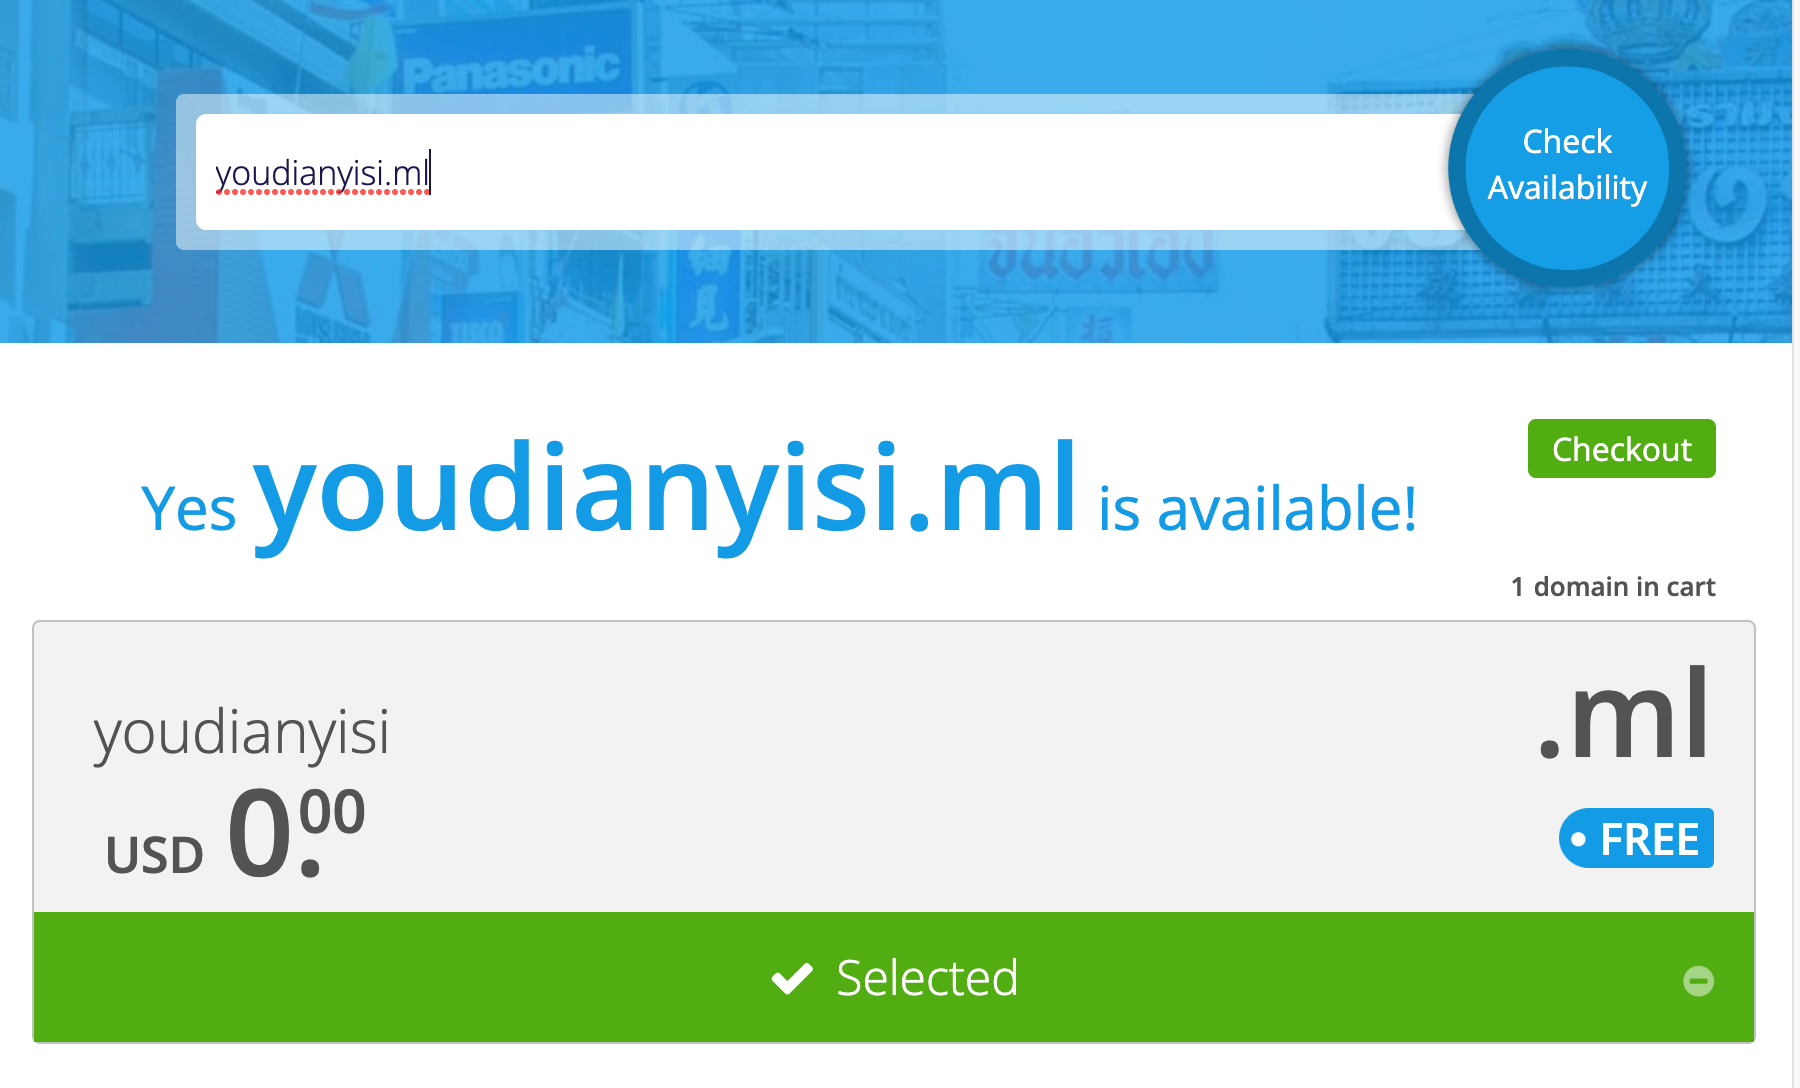 Panasonic
youdianyisi.ml
Check
Availability
Yes youdianyisi.ml is available!
Checkout
1 domain in cart
youdianyisi
.ml
USD 0.00
FREE
Selected